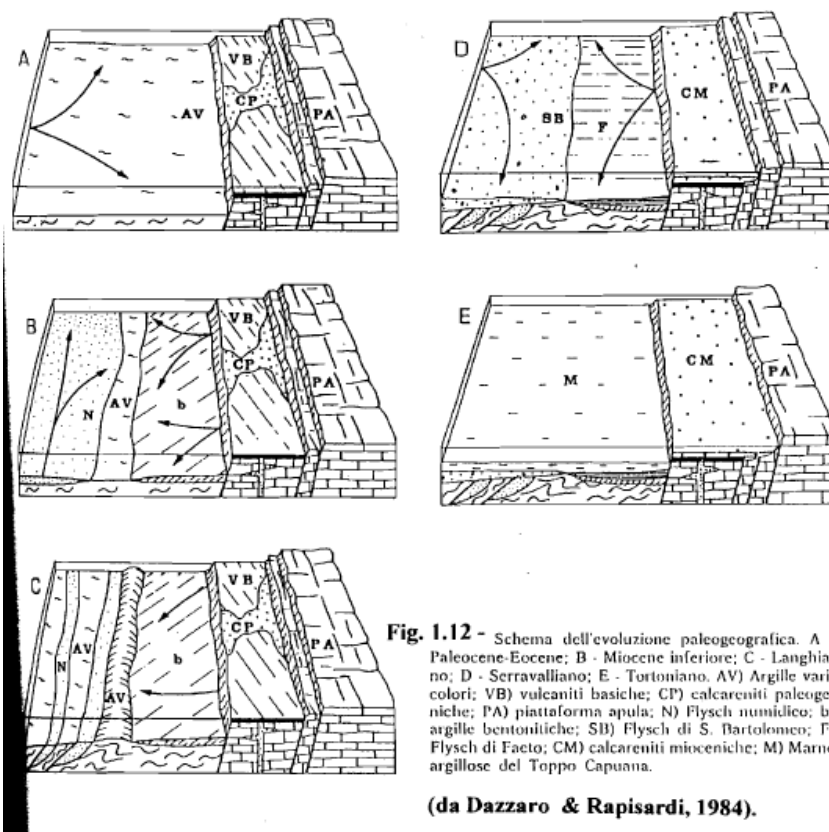 A
VB
CP
AV
PA
D
SB
F
CM
PA
B
VB
CP
N
AV
b
PA
E
M
CM
PA
C
VB
CP
N
AV
AV
b
PA
Fig. 1.12 - Schema dell'evoluzione paleogeografica. A
Paleocene-Eocene; B - Miocene inferiore; C - Langhia
no; D - Serravalliano; E - Tortoniano. AV) Argille vari
colori; VB) vulcaniti basiche; CP) calcareniti paleoge
niche; PA) piattaforma apula; N) Flysch numidico; b
argille bentonitiche; SB) Flysch di S. Bartolomeo; F
Flysch di Faeto; CM) calcareniti mioceniche; M) Marn
argillose del Toppo Capuana.
(da Dazzaro & Rapisardi, 1984).